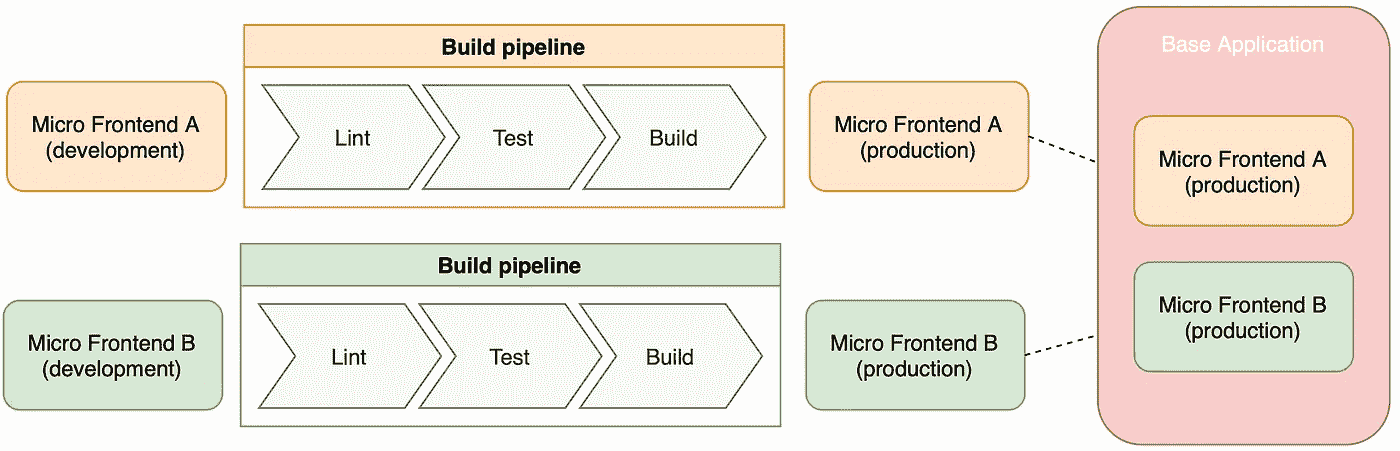 Build pipeline
Micro Frontend A
(development)
Lint
Test
Build
Micro Frontend A
(production)
Build pipeline
Micro Frontend B
(development)
Lint
Test
Build
Micro Frontend B
(production)
Base Application
Micro Frontend A
(production)
Micro Frontend B
(production)